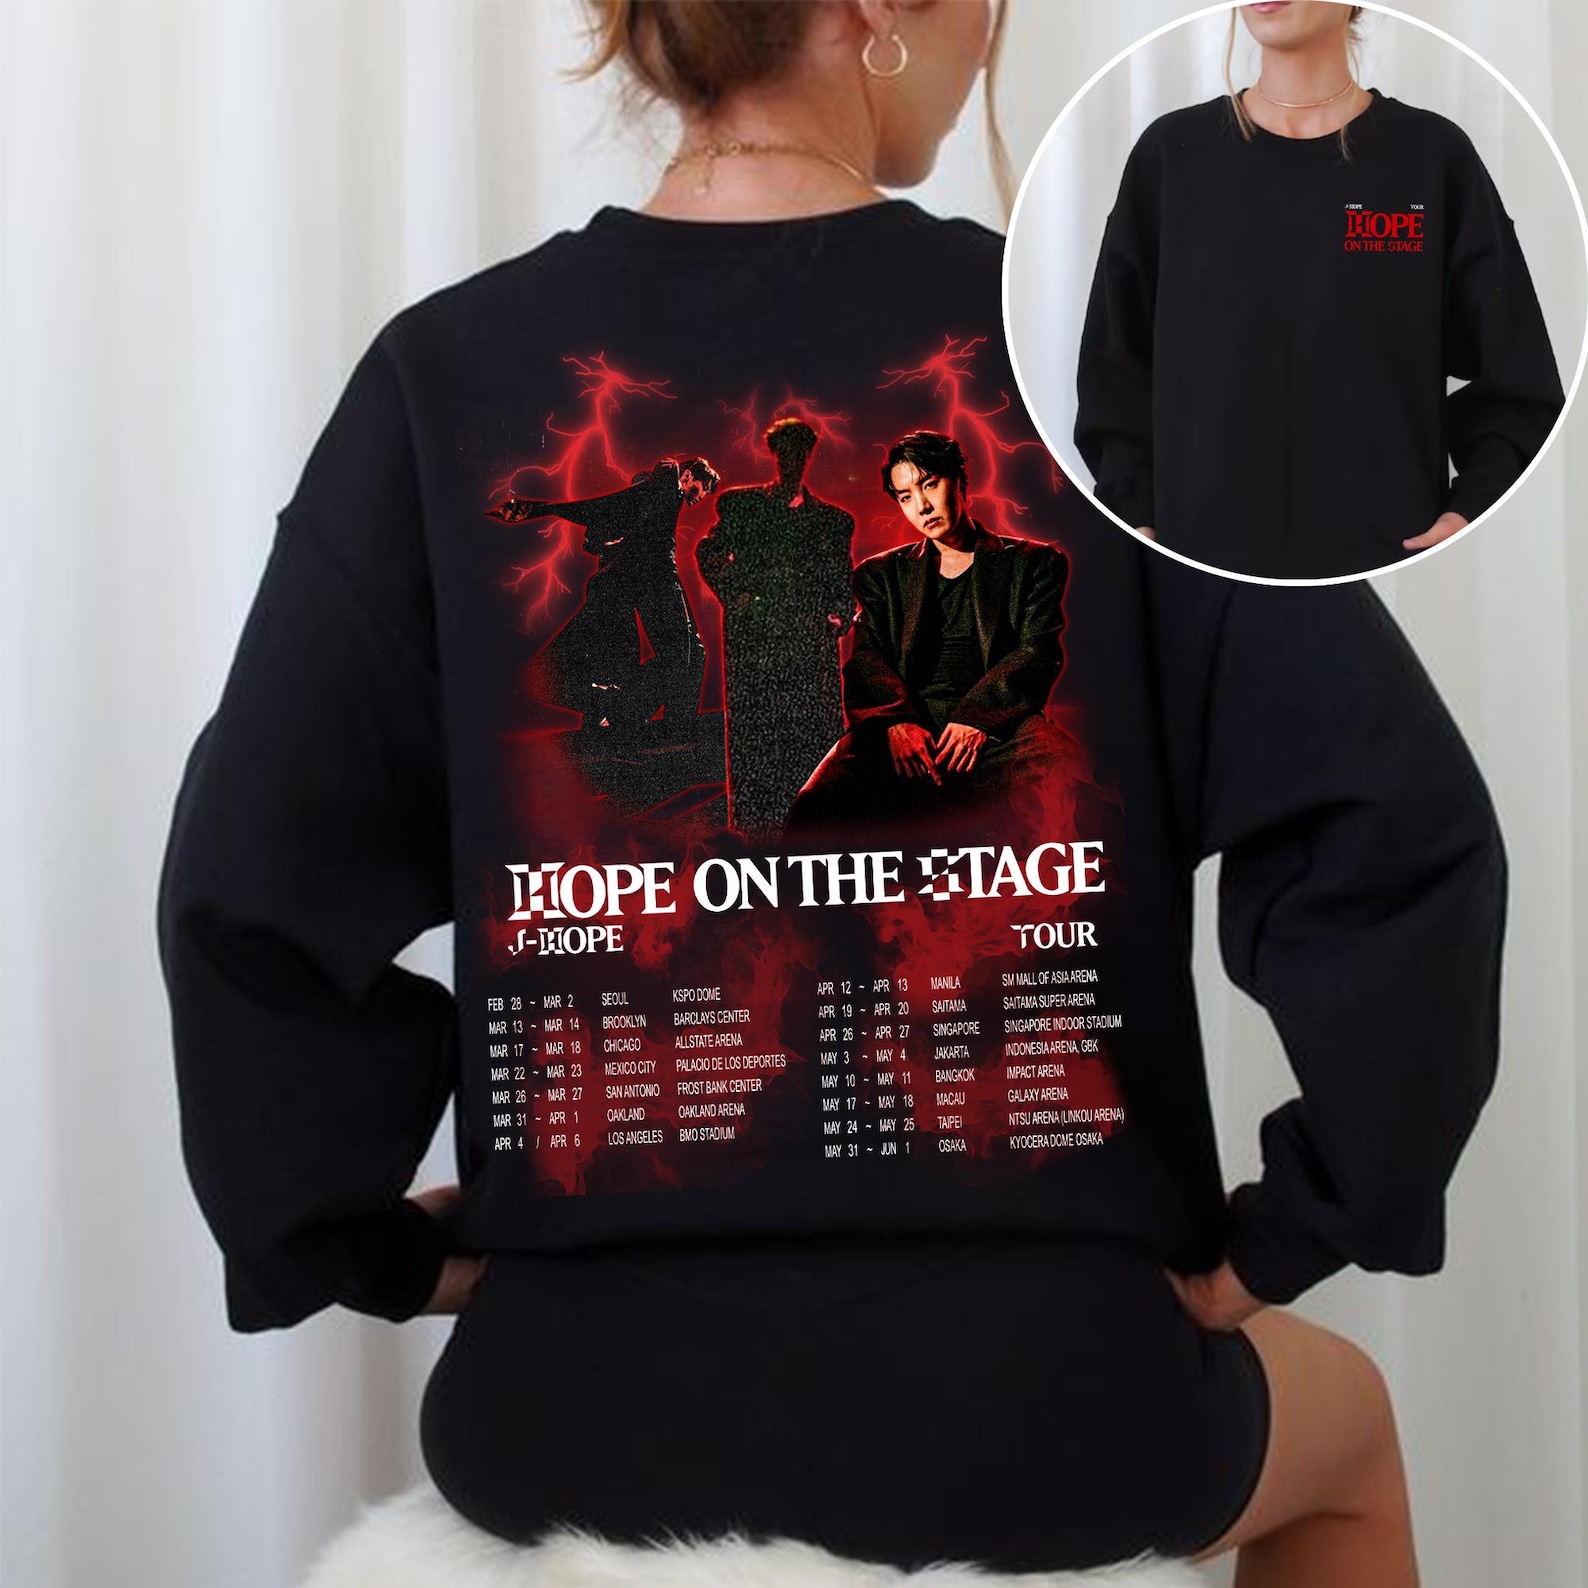 HOPE ON THE STAGE
J-HOPE TOUR
FEB 28 ~ MAR 2 SEOUL KSPO DOME
MAR 13 ~ MAR 14 BROOKLYN BARCLAYS CENTER
MAR 17 ~ MAR 18 CHICAGO ALLSTATE ARENA
MAR 22 ~ MAR 23 MEXICO CITY PALACIO DE LOS DEPORTES
MAR 26 ~ MAR 27 SAN ANTONIO FROST BANK CENTER
MAR 31 ~ APR 1 OAKLAND OAKLAND ARENA
APR 4 / APR 6 LOS ANGELES BMO STADIUM
APR 12 ~ APR 13 MANILA SM MALL OF ASIA ARENA
APR 19 ~ APR 20 SAITAMA SAITAMA SUPER ARENA
APR 26 ~ APR 27 SINGAPORE SINGAPORE INDOOR STADIUM
MAY 3 ~ MAY 4 JAKARTA INDONESIA ARENA, GBK
MAY 10 ~ MAY 11 BANGKOK IMPACT ARENA
MAY 17 ~ MAY 18 MACAU GALAXY ARENA
MAY 24 ~ MAY 25 TAIPEI NTSU ARENA (LINKOU ARENA)
MAY 31 ~ JUN 1 OSAKA KYOCERA DOME OSAKA
J-HOPE TOUR
HOPE
ON THE STAGE